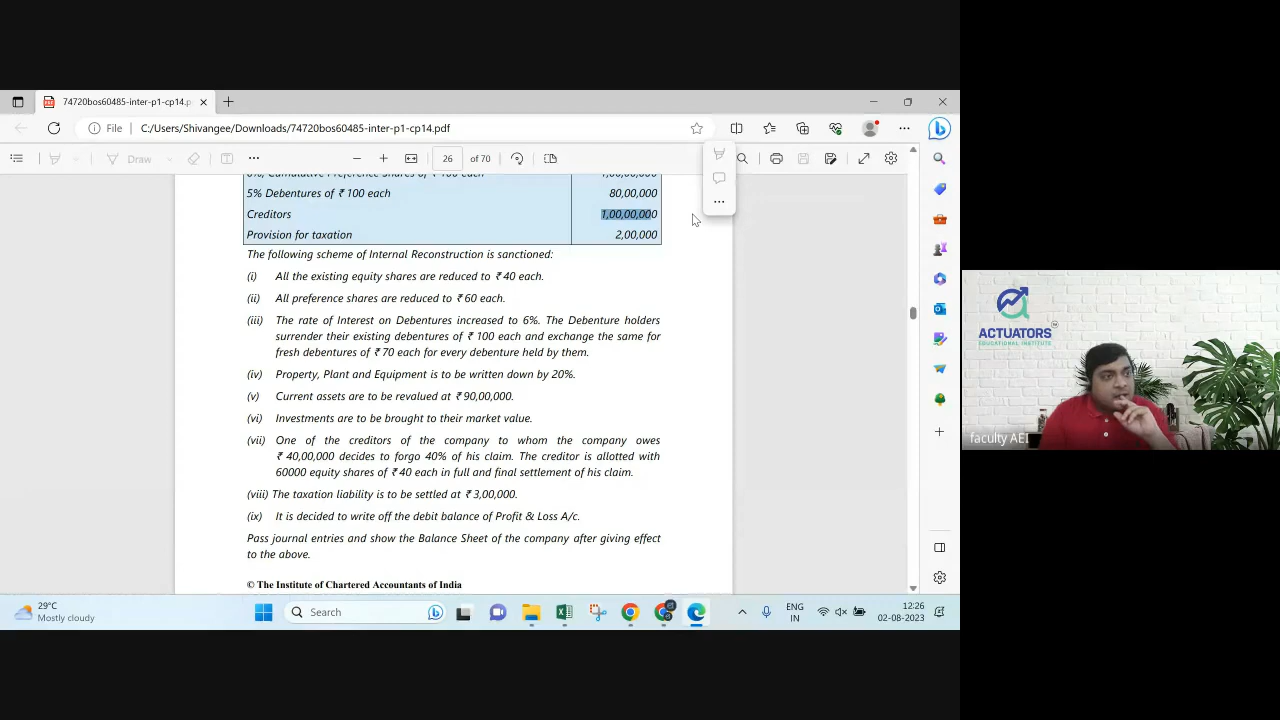 74720bos60485-inter-p1-cp14.p
File
C:/Users/Shivangee/Downloads/74720bos60485-inter-p1-cp14.pdf
Draw
26
of 70
6%, Cumulative Preference Shares of ₹ 100 each 1,00,00,000
5% Debentures of ₹ 100 each 80,00,000
Creditors 1,00,00,000
Provision for taxation 2,00,000
The following scheme of Internal Reconstruction is sanctioned:
(i) All the existing equity shares are reduced to ₹ 40 each.
(ii) All preference shares are reduced to ₹ 60 each.
(iii) The rate of Interest on Debentures increased to 6%. The Debenture holders
surrender their existing debentures of ₹ 100 each and exchange the same for
fresh debentures of ₹ 70 each for every debenture held by them.
(iv) Property, Plant and Equipment is to be written down by 20%.
(v) Current assets are to be revalued at ₹ 90,00,000.
(vi) Investments are to be brought to their market value.
(vii) One of the creditors of the company to whom the company owes
₹ 40,00,000 decides to forgo 40% of his claim. The creditor is allotted with
60000 equity shares of ₹ 40 each in full and final settlement of his claim.
(viii) The taxation liability is to be settled at ₹ 3,00,000.
(ix) It is decided to write off the debit balance of Profit & Loss A/c.
Pass journal entries and show the Balance Sheet of the company after giving effect
to the above.
© The Institute of Chartered Accountants of India
ACTUATORS
EDUCATIONAL INSTITUTE
faculty AEI
29°C
Mostly cloudy
Search
ENG
IN
12:26
02-08-2023